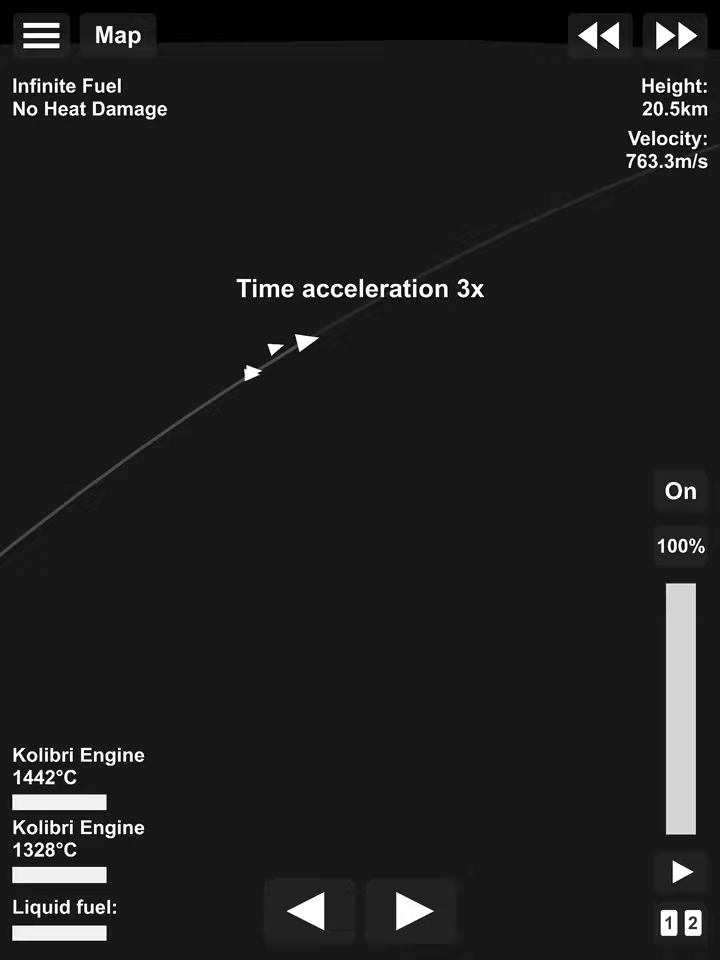 Map
Infinite Fuel
No Heat Damage
Height:
20.5km
Velocity:
763.3m/s
Time acceleration 3x
On
100%
Kolibri Engine
1442°C
Kolibri Engine
1328°C
Liquid fuel:
1 2